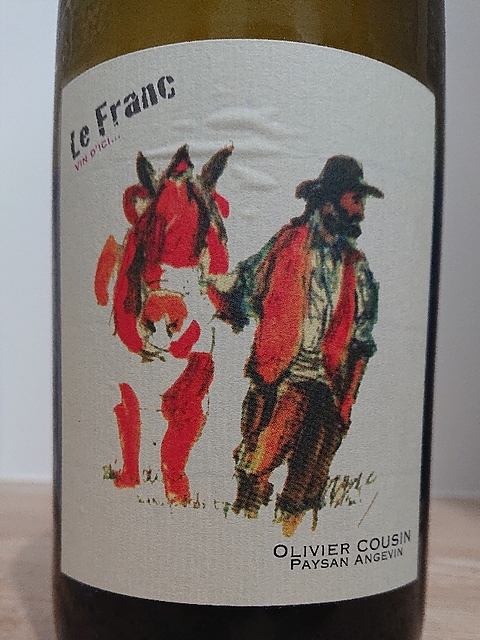 Le Franc
VIN D'ICI...
OLIVIER COUSIN
PAYSAN ANGEVIN